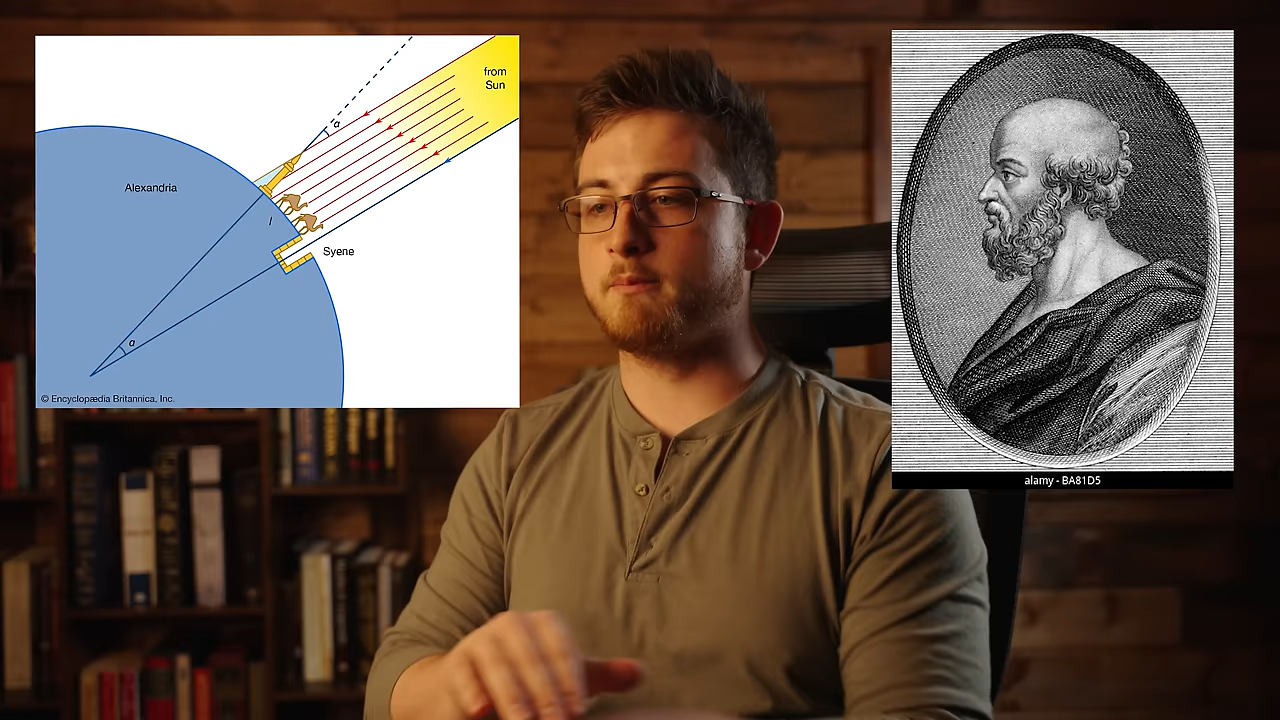 from
Sun
α
Alexandria
l
Syene
α
© Encyclopædia Britannica, Inc.
alamy - BA81D5